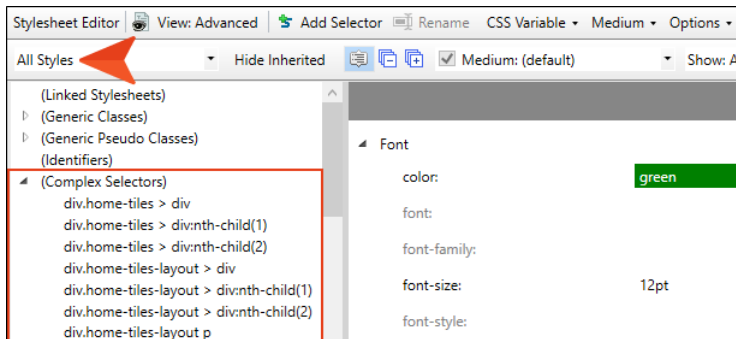 Stylesheet Editor View: Advanced Add Selector Rename CSS Variable Medium Options
All Styles Hide Inherited Medium: (default) Show: A
(Linked Stylesheets)
(Generic Classes)
(Generic Pseudo Classes)
(Identifiers)
(Complex Selectors)
div.home-tiles > div
div.home-tiles > div:nth-child(1)
div.home-tiles > div:nth-child(2)
div.home-tiles-layout > div
div.home-tiles-layout > div:nth-child(1)
div.home-tiles-layout > div:nth-child(2)
div.home-tiles-layout p
Font
color: green
font:
font-family:
font-size: 12pt
font-style: